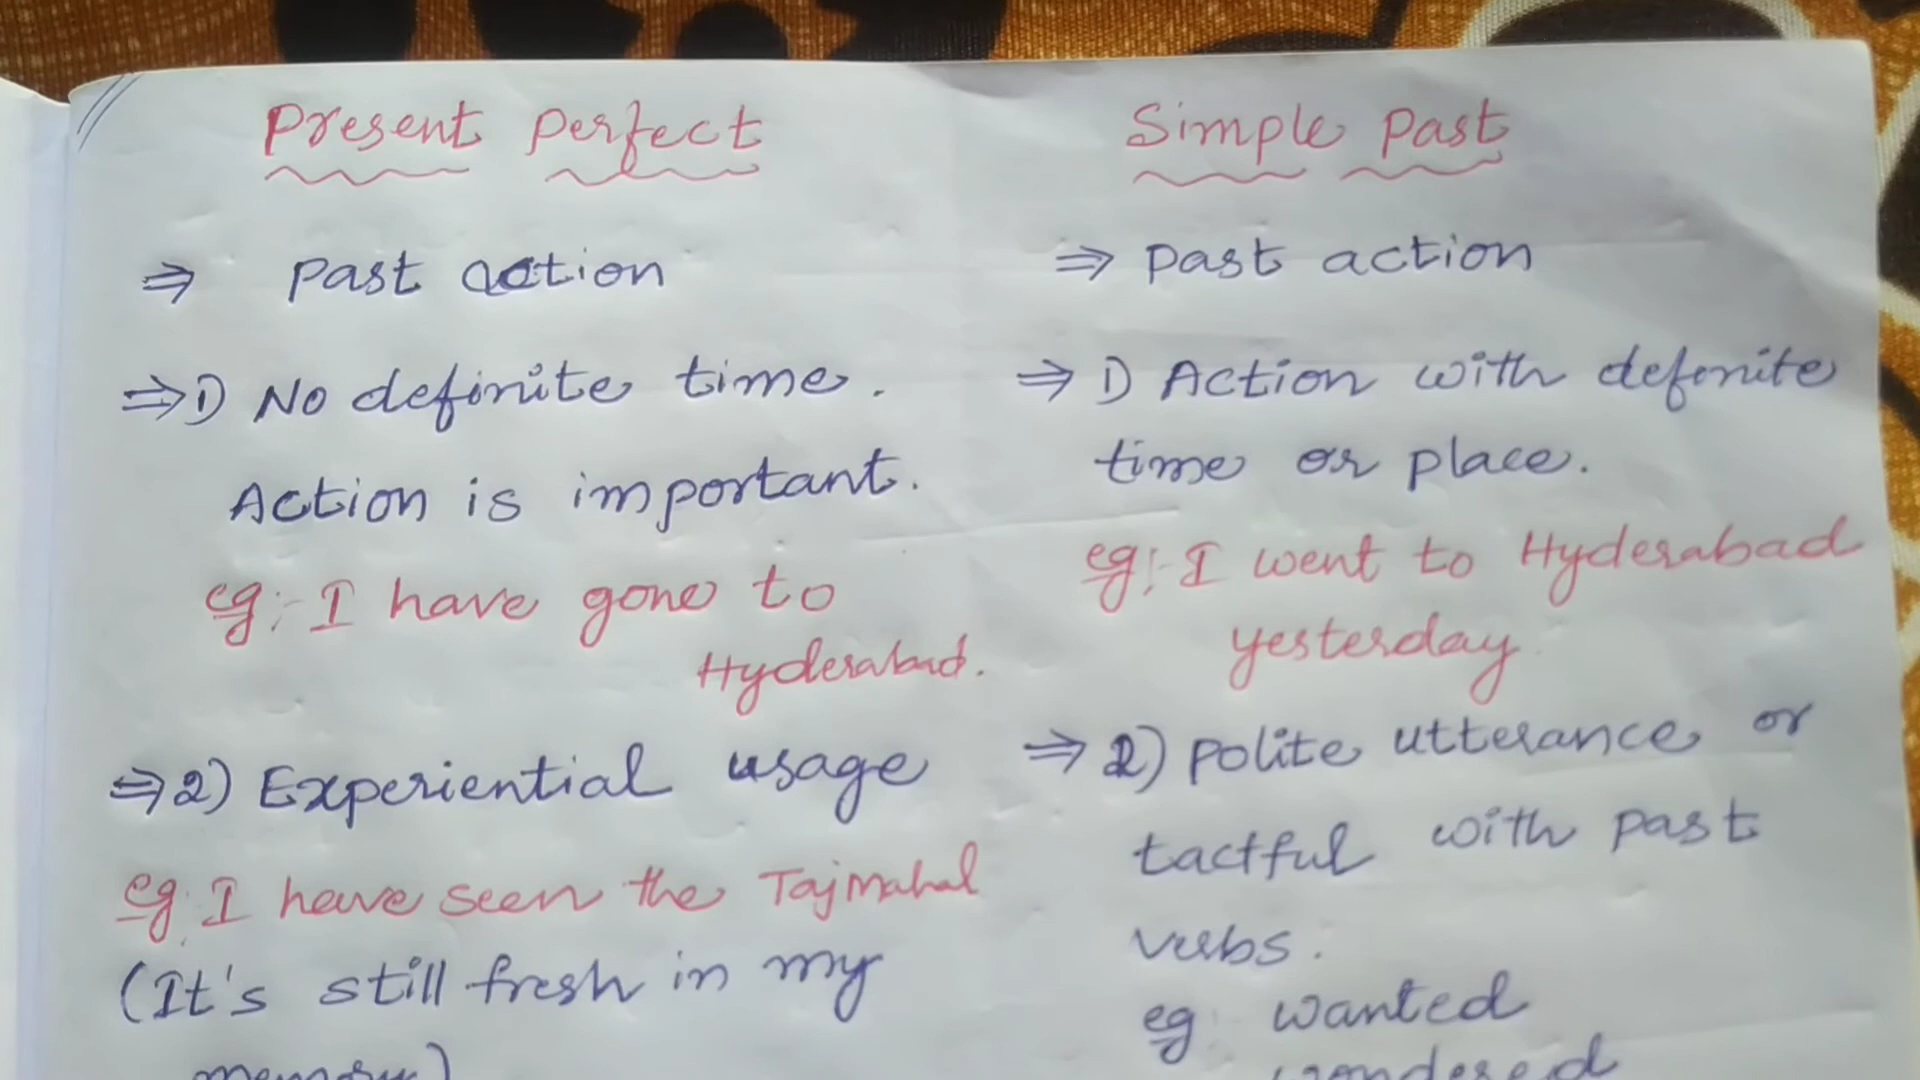 Present Perfect
⇒ Past action
⇒1) No definite time.
Action is important.
eg:- I have gone to
Hyderabad.
⇒2) Experiential usage
eg: I have seen the Tajmahal
(It's still fresh in my
memory)
Simple Past
⇒ Past action
⇒ 1) Action with definite
time or place.
eg:- I went to Hyderabad
yesterday
⇒ 2) Polite utterance or
tactful with past
verbs.
eg: wanted
wondered